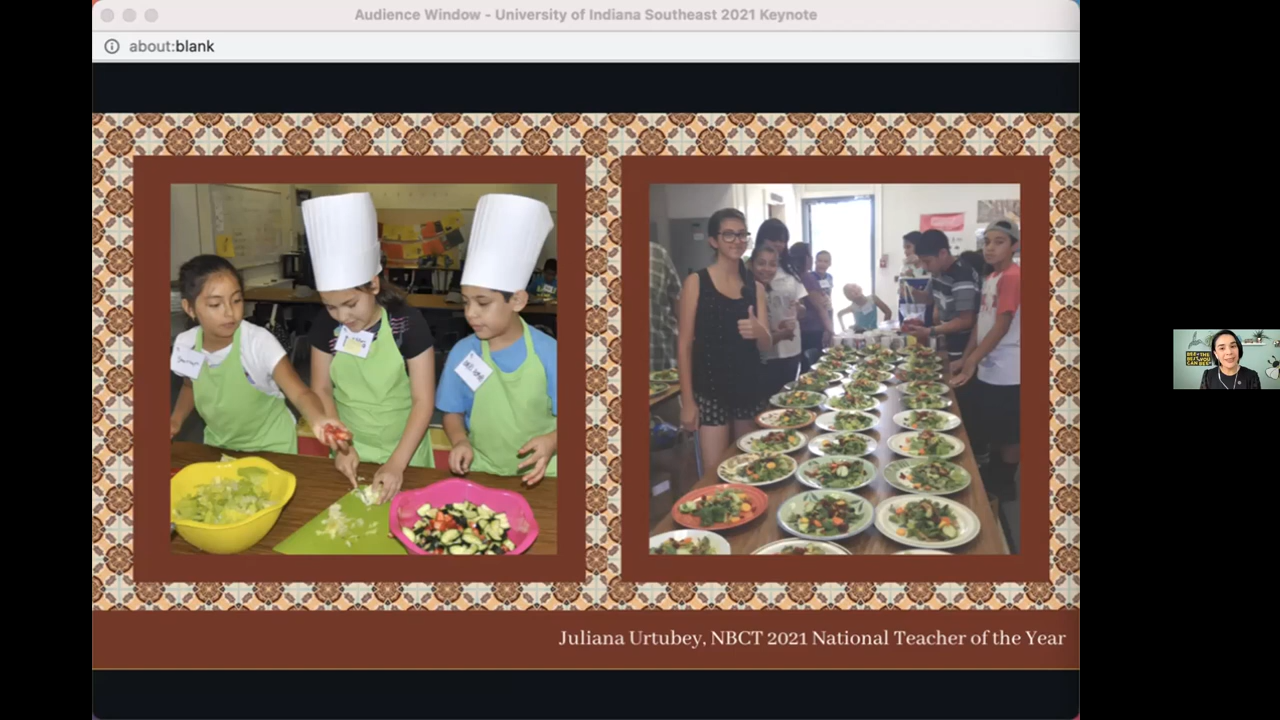 Audience Window - University of Indiana Southeast 2021 Keynote
about:blank
Juliana Urtubey, NBCT 2021 National Teacher of the Year